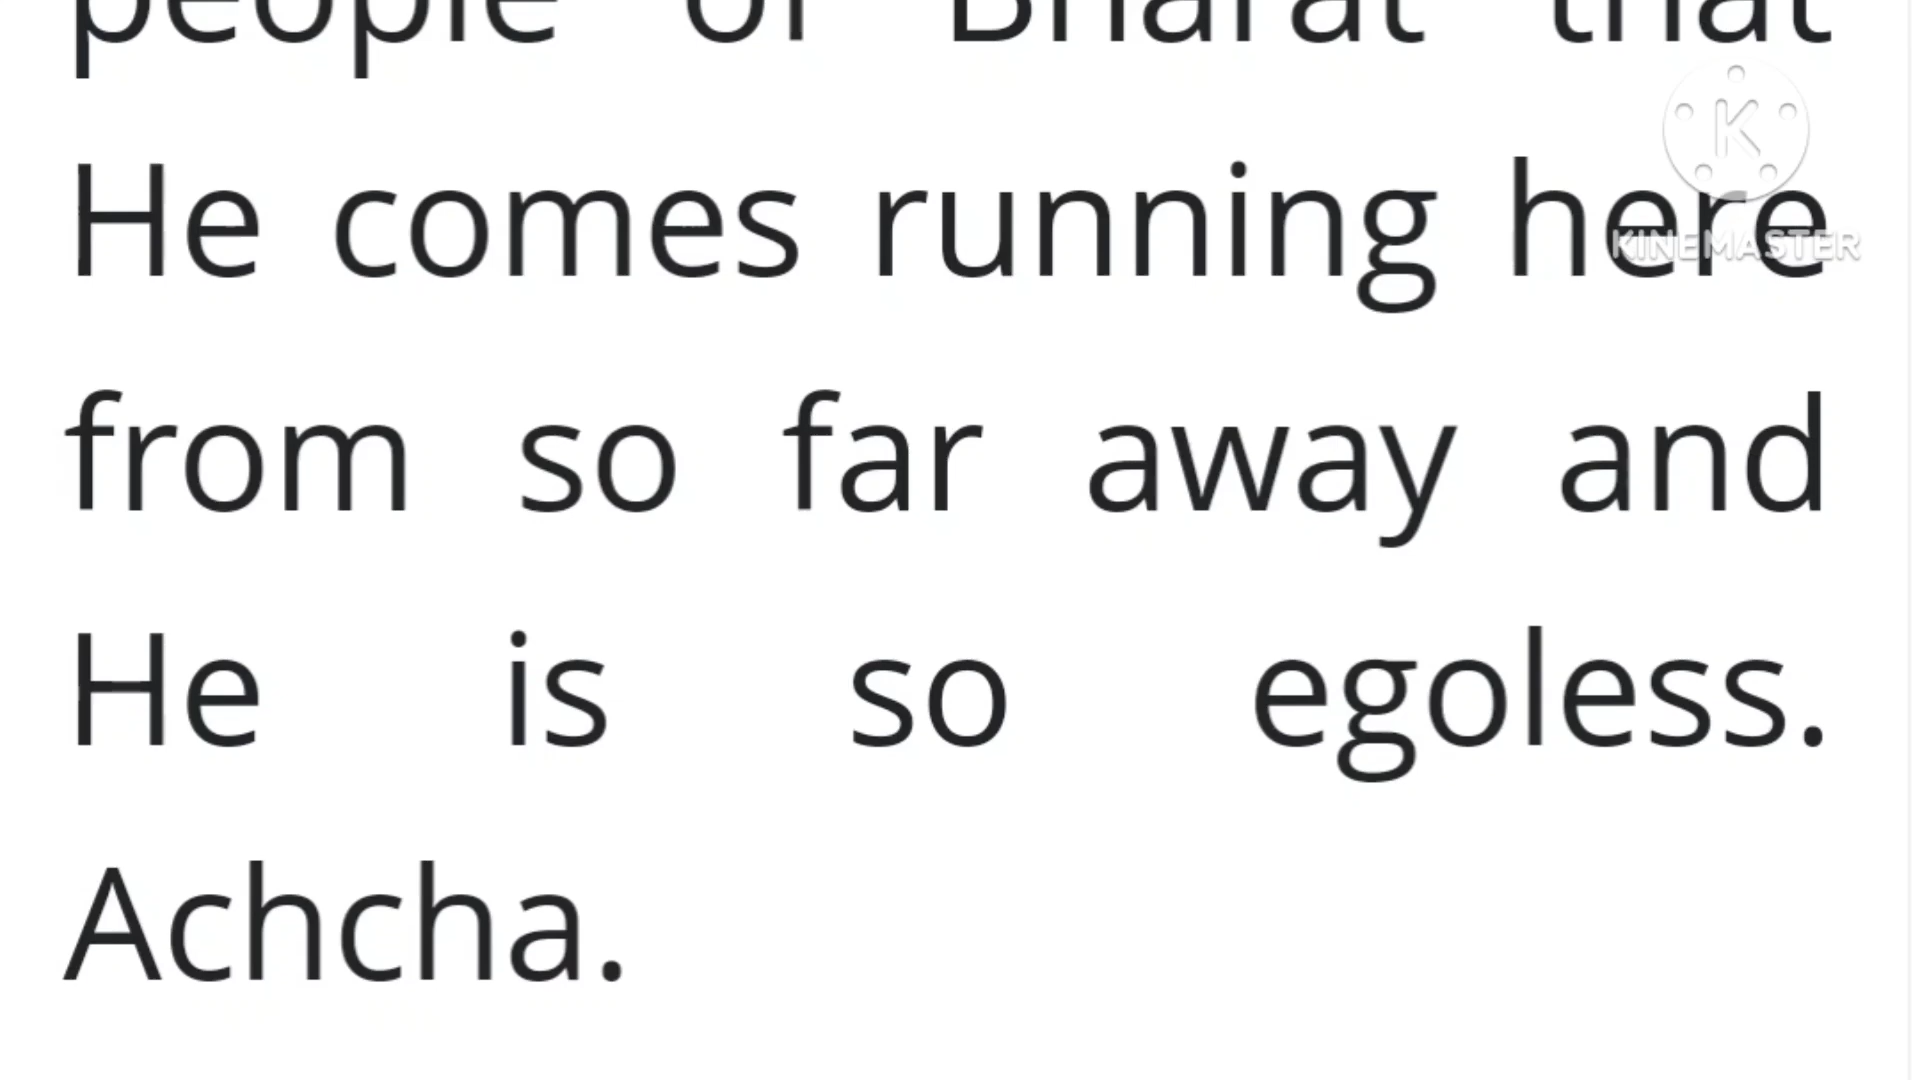 people of Bharat that
He comes running here
KINEMASTER
from so far away and
He is so egoless.
Achcha.